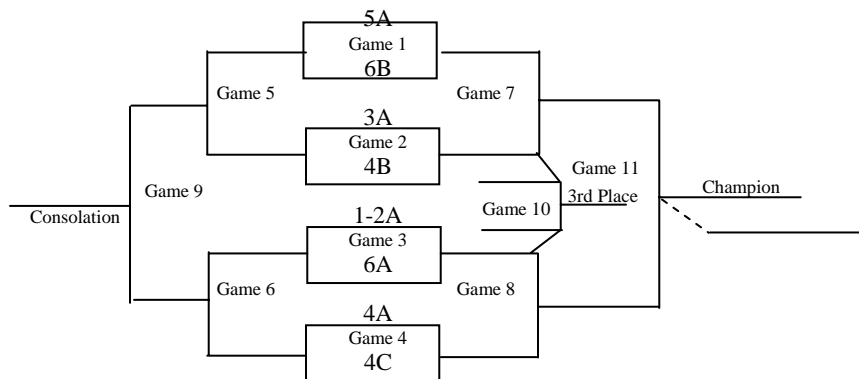 5A
Game 1
6B
Game 5
Game 7
3A
Game 2
4B
Game 11
Game 9
Champion
3rd Place
Game 10
Consolation
1-2A
Game 3
6A
Game 6
Game 8
4A
Game 4
4C